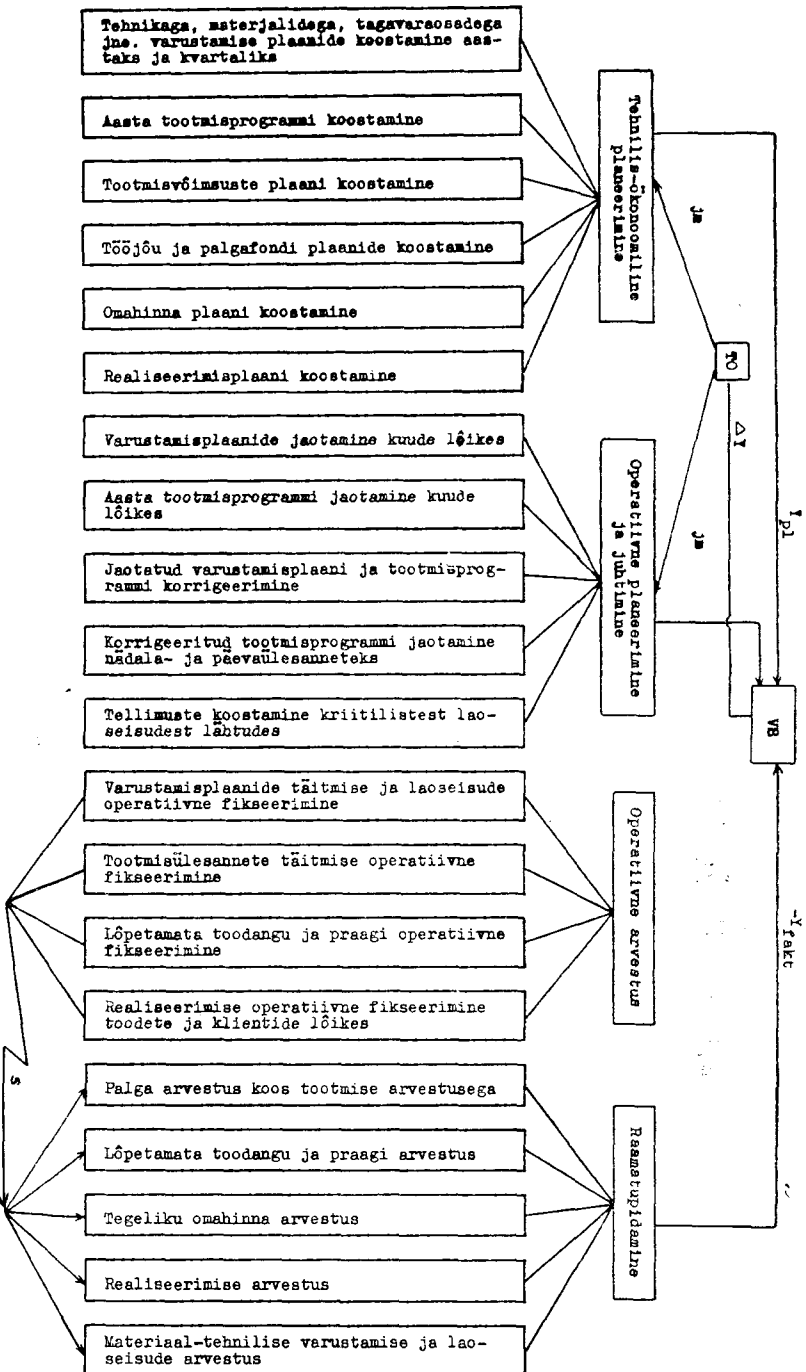 Tehnikaga, materjalidega, tagavaraosadega
jne. varustamise plaanide koostamine aas-
taks ja kvartaliks
Aasta tootmisprogrammi koostamine
Tootmisvõimsuste plaani koostamine
Tööjõu ja palgafondi plaanide koostamine
Omahinna plaani koostamine
Realiseerimisplaani koostamine
Varustamisplaanide jaotamine kuude lõikes
Aasta tootmisprogrammi jaotamine kuude
lõikes
Jaotatud varustamisplaani ja tootmisprog-
rammi korrigeerimine
Korrigeeritud tootmisprogrammi jaotamine
nädala- ja päevaülesanneteks
Tellimuste koostamine kriitilistest lao-
seisudest lähtudes
Varustamisplaanide täitmise ja laoseisude
operatiivne fikseerimine
Tootmisülesannete täitmise operatiivne
fikseerimine
Lõpetamata toodangu ja praagi operatiivne
fikseerimine
Realiseerimise operatiivne fikseerimine
toodete ja klientide lõikes
Palga arvestus koos tootmise arvestusega
Lõpetamata toodangu ja praagi arvestus
Tegeliku omahinna arvestus
Realiseerimise arvestus
Materiaal-tehnilise varustamise ja lao-
seisude arvestus
s
Tehnilis-ökonoomiline
planeerimine
Operatiivne planeerimine
ja juhtimine
Operatiivne arvestus
Raamatupidamine
jm
TO
jm
ΔY
Y pl
VB
-Y fakt